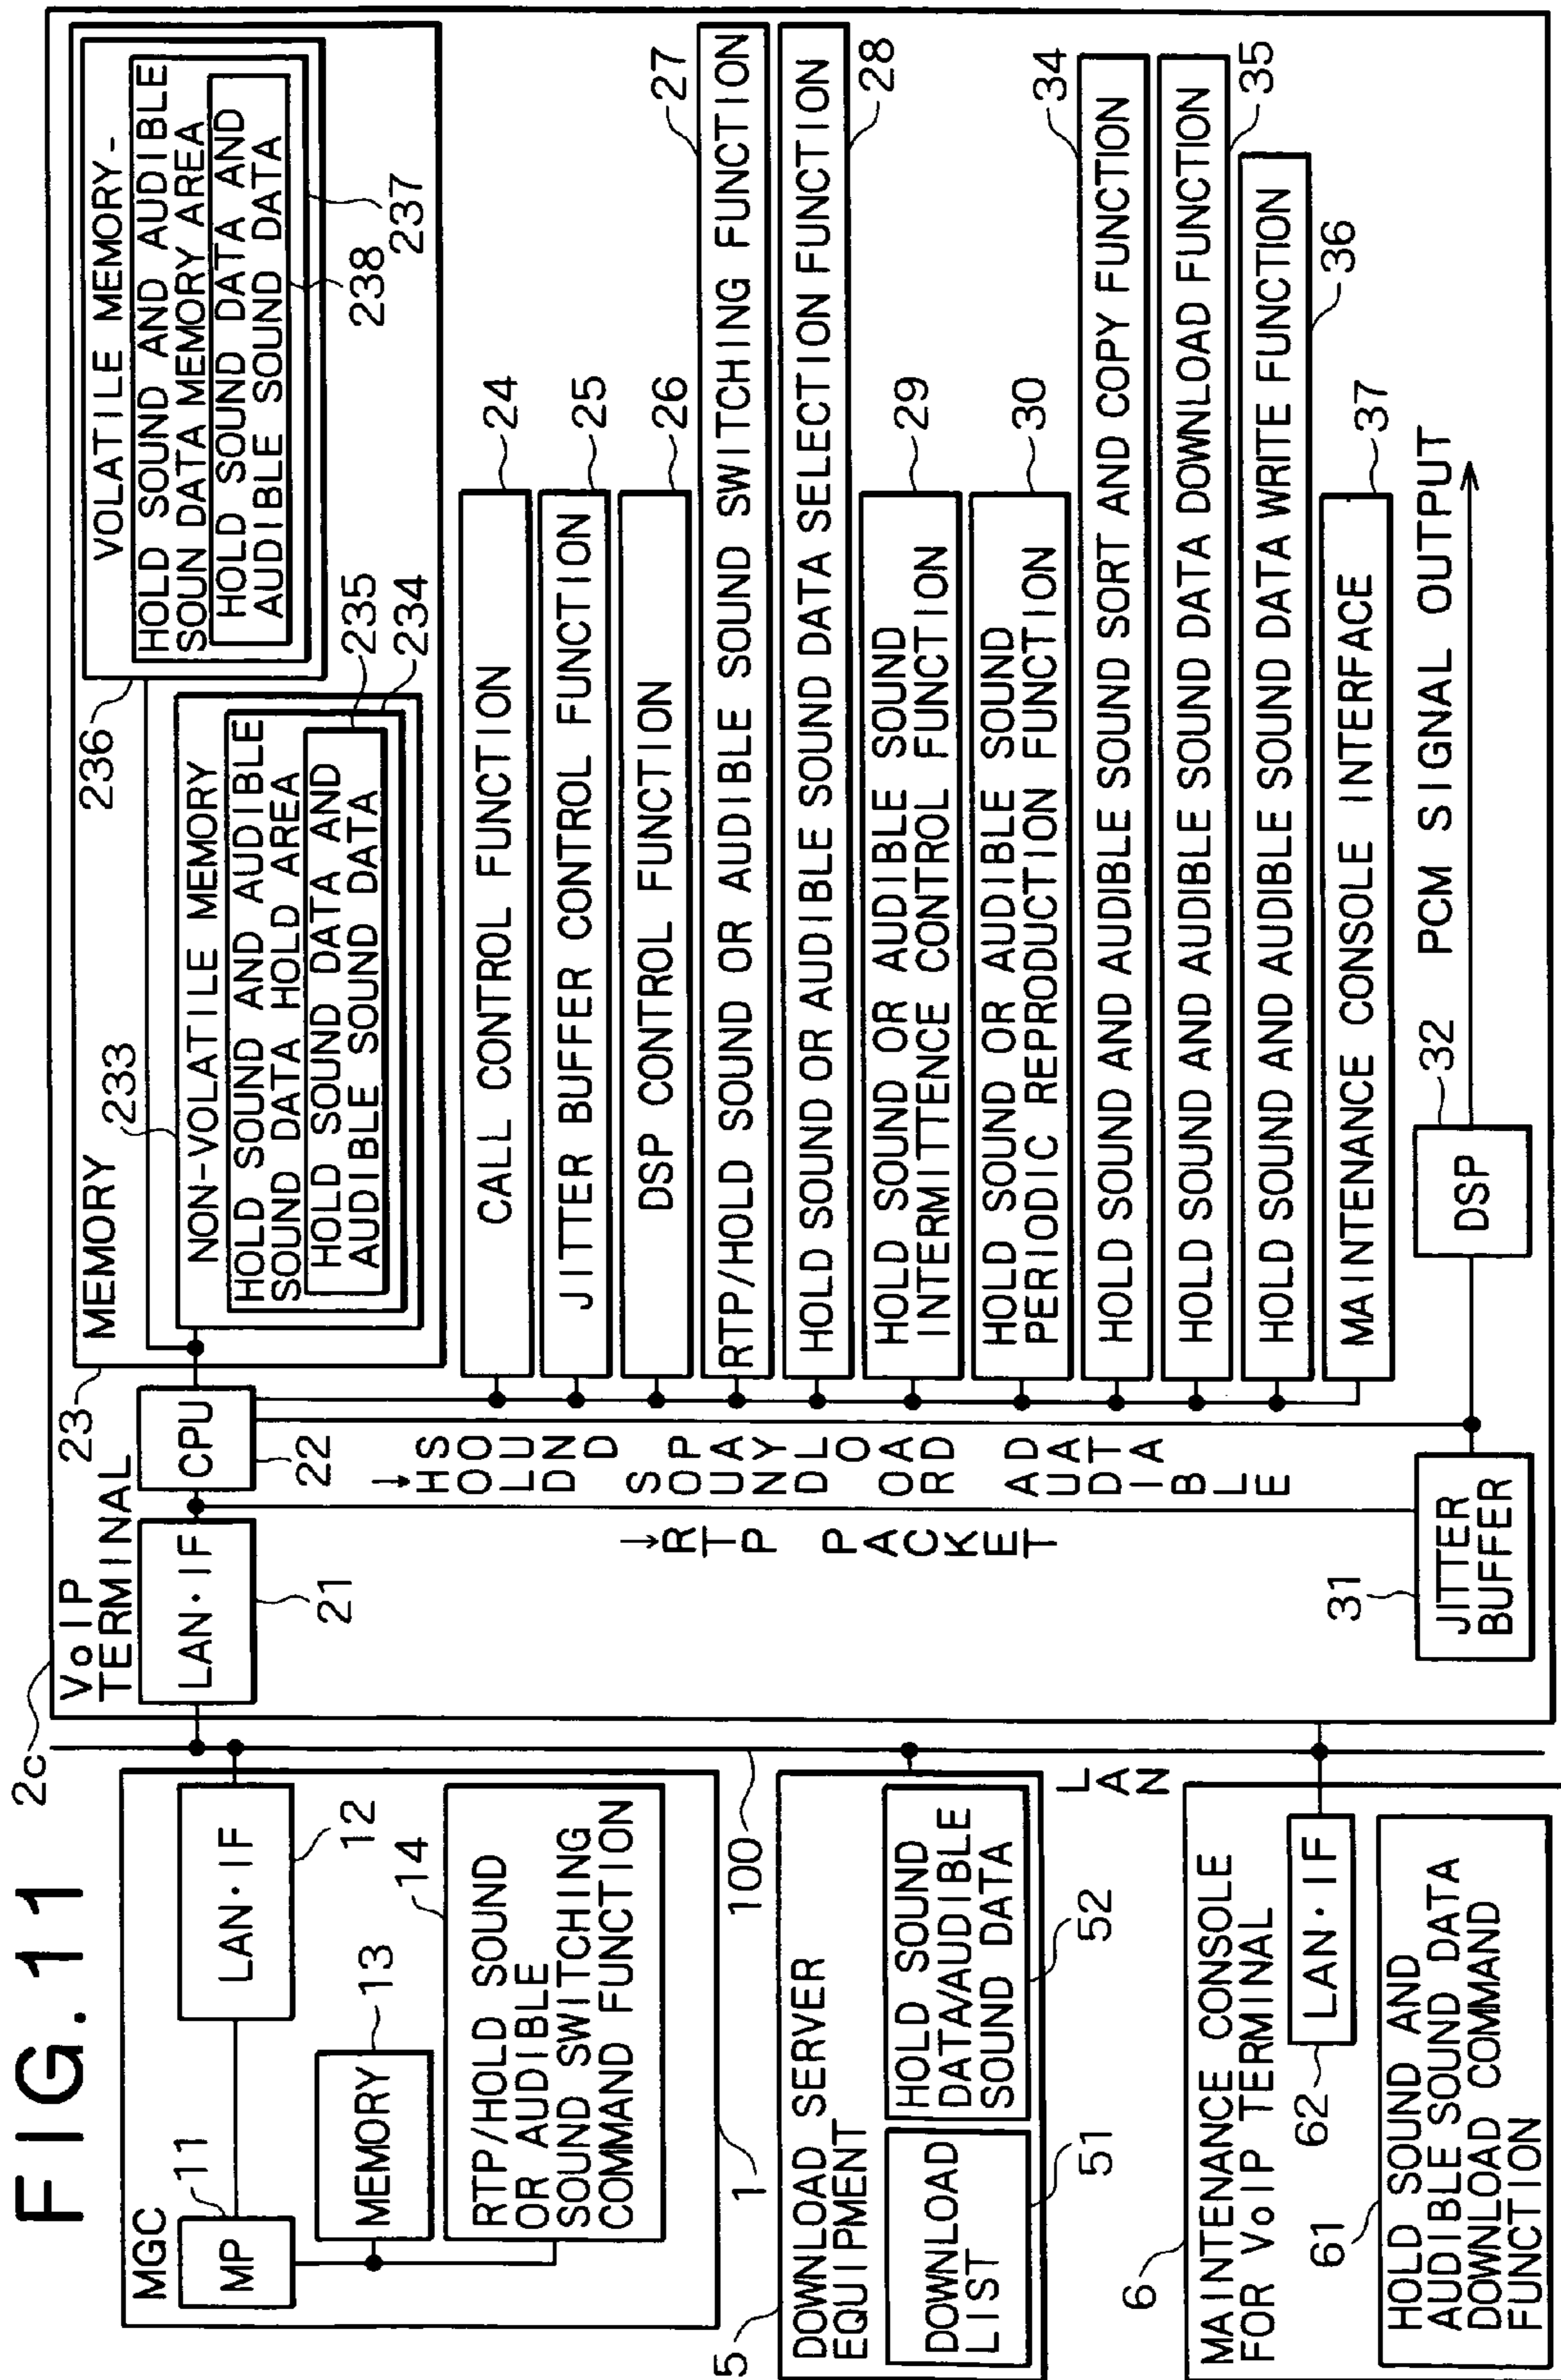 FIG. 11
MGC
MP
11
LAN·IF
12
MEMORY
13
RTP/HOLD SOUND
OR AUDIBLE
SOUND SWITCHING
COMMAND FUNCTION
14
1
2c
100
LAN
5
DOWNLOAD SERVER
EQUIPMENT
DOWNLOAD
LIST
51
HOLD SOUND
DATA/AUDIBLE
SOUND DATA
52
6
MAINTENANCE CONSOLE
FOR VoIP TERMINAL
LAN·IF
62
61
HOLD SOUND AND
AUDIBLE SOUND DATA
DOWNLOAD COMMAND
FUNCTION
VoIP
TERMINAL
LAN·IF
21
CPU
22
23
MEMORY
233
NON-VOLATILE MEMORY
HOLD SOUND AND AUDIBLE
SOUND DATA HOLD AREA
HOLD SOUND DATA AND
AUDIBLE SOUND DATA
235
234
236
VOLATILE MEMORY-
HOLD SOUND AND AUDIBLE
SOUN DATA MEMORY AREA
HOLD SOUND DATA AND
AUDIBLE SOUND DATA
238
237
CALL CONTROL FUNCTION
24
JITTER BUFFER CONTROL FUNCTION
25
DSP CONTROL FUNCTION
26
RTP/HOLD SOUND OR AUDIBLE SOUND SWITCHING FUNCTION
27
HOLD SOUND OR AUDIBLE SOUND DATA SELECTION FUNCTION
28
HOLD SOUND OR AUDIBLE SOUND
INTERMITTENCE CONTROL FUNCTION
29
HOLD SOUND OR AUDIBLE SOUND
PERIODIC REPRODUCTION FUNCTION
30
HOLD SOUND AND AUDIBLE SOUND SORT AND COPY FUNCTION
34
HOLD SOUND AND AUDIBLE SOUND DATA DOWNLOAD FUNCTION
35
HOLD SOUND AND AUDIBLE SOUND DATA WRITE FUNCTION
36
MAINTENANCE CONSOLE INTERFACE
37
→HOLD SOUND OR AUDIBLE
SOUND PAYLOAD DATA
→RTP PACKET
31
JITTER
BUFFER
DSP
32
PCM SIGNAL OUTPUT